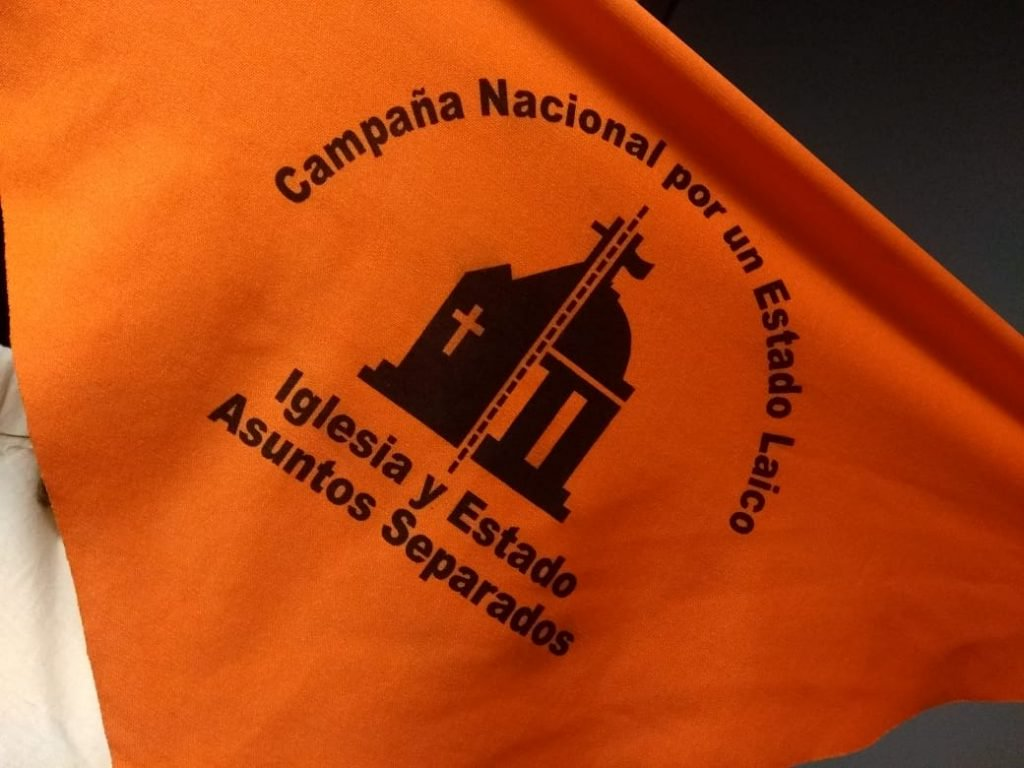 Campaña Nacional por un Estado Laico
Iglesia y Estado
Asuntos Separados